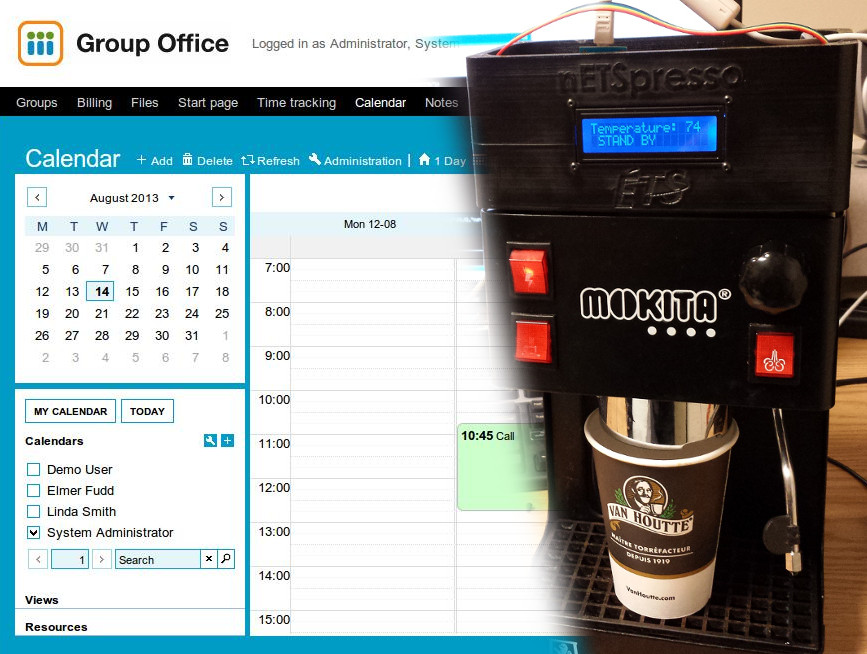 Group Office
Logged in as Administrator, System
Groups Billing Files Start page Time tracking Calendar Notes
Calendar
Add Delete Refresh Administration | 1 Day
August 2013
M T W T F S S
29 30 31 1 2 3 4
5 6 7 8 9 10 11
12 13 14 15 16 17 18
19 20 21 22 23 24 25
26 27 28 29 30 31 1
2 3 4 5 6 7 8
MY CALENDAR TODAY
Calendars
Demo User
Elmer Fudd
Linda Smith
System Administrator
1 Search
Views
Resources
Mon 12-08
7:00
8:00
9:00
10:00
11:00
12:00
13:00
14:00
15:00
10:45 Call
nETSpresso
Temperature: 74
STAND BY
ETS
MOKITA®
VAN HOUTTE
MAÎTRE TORRÉFACTEUR
DEPUIS 1919
VanHoutte.com